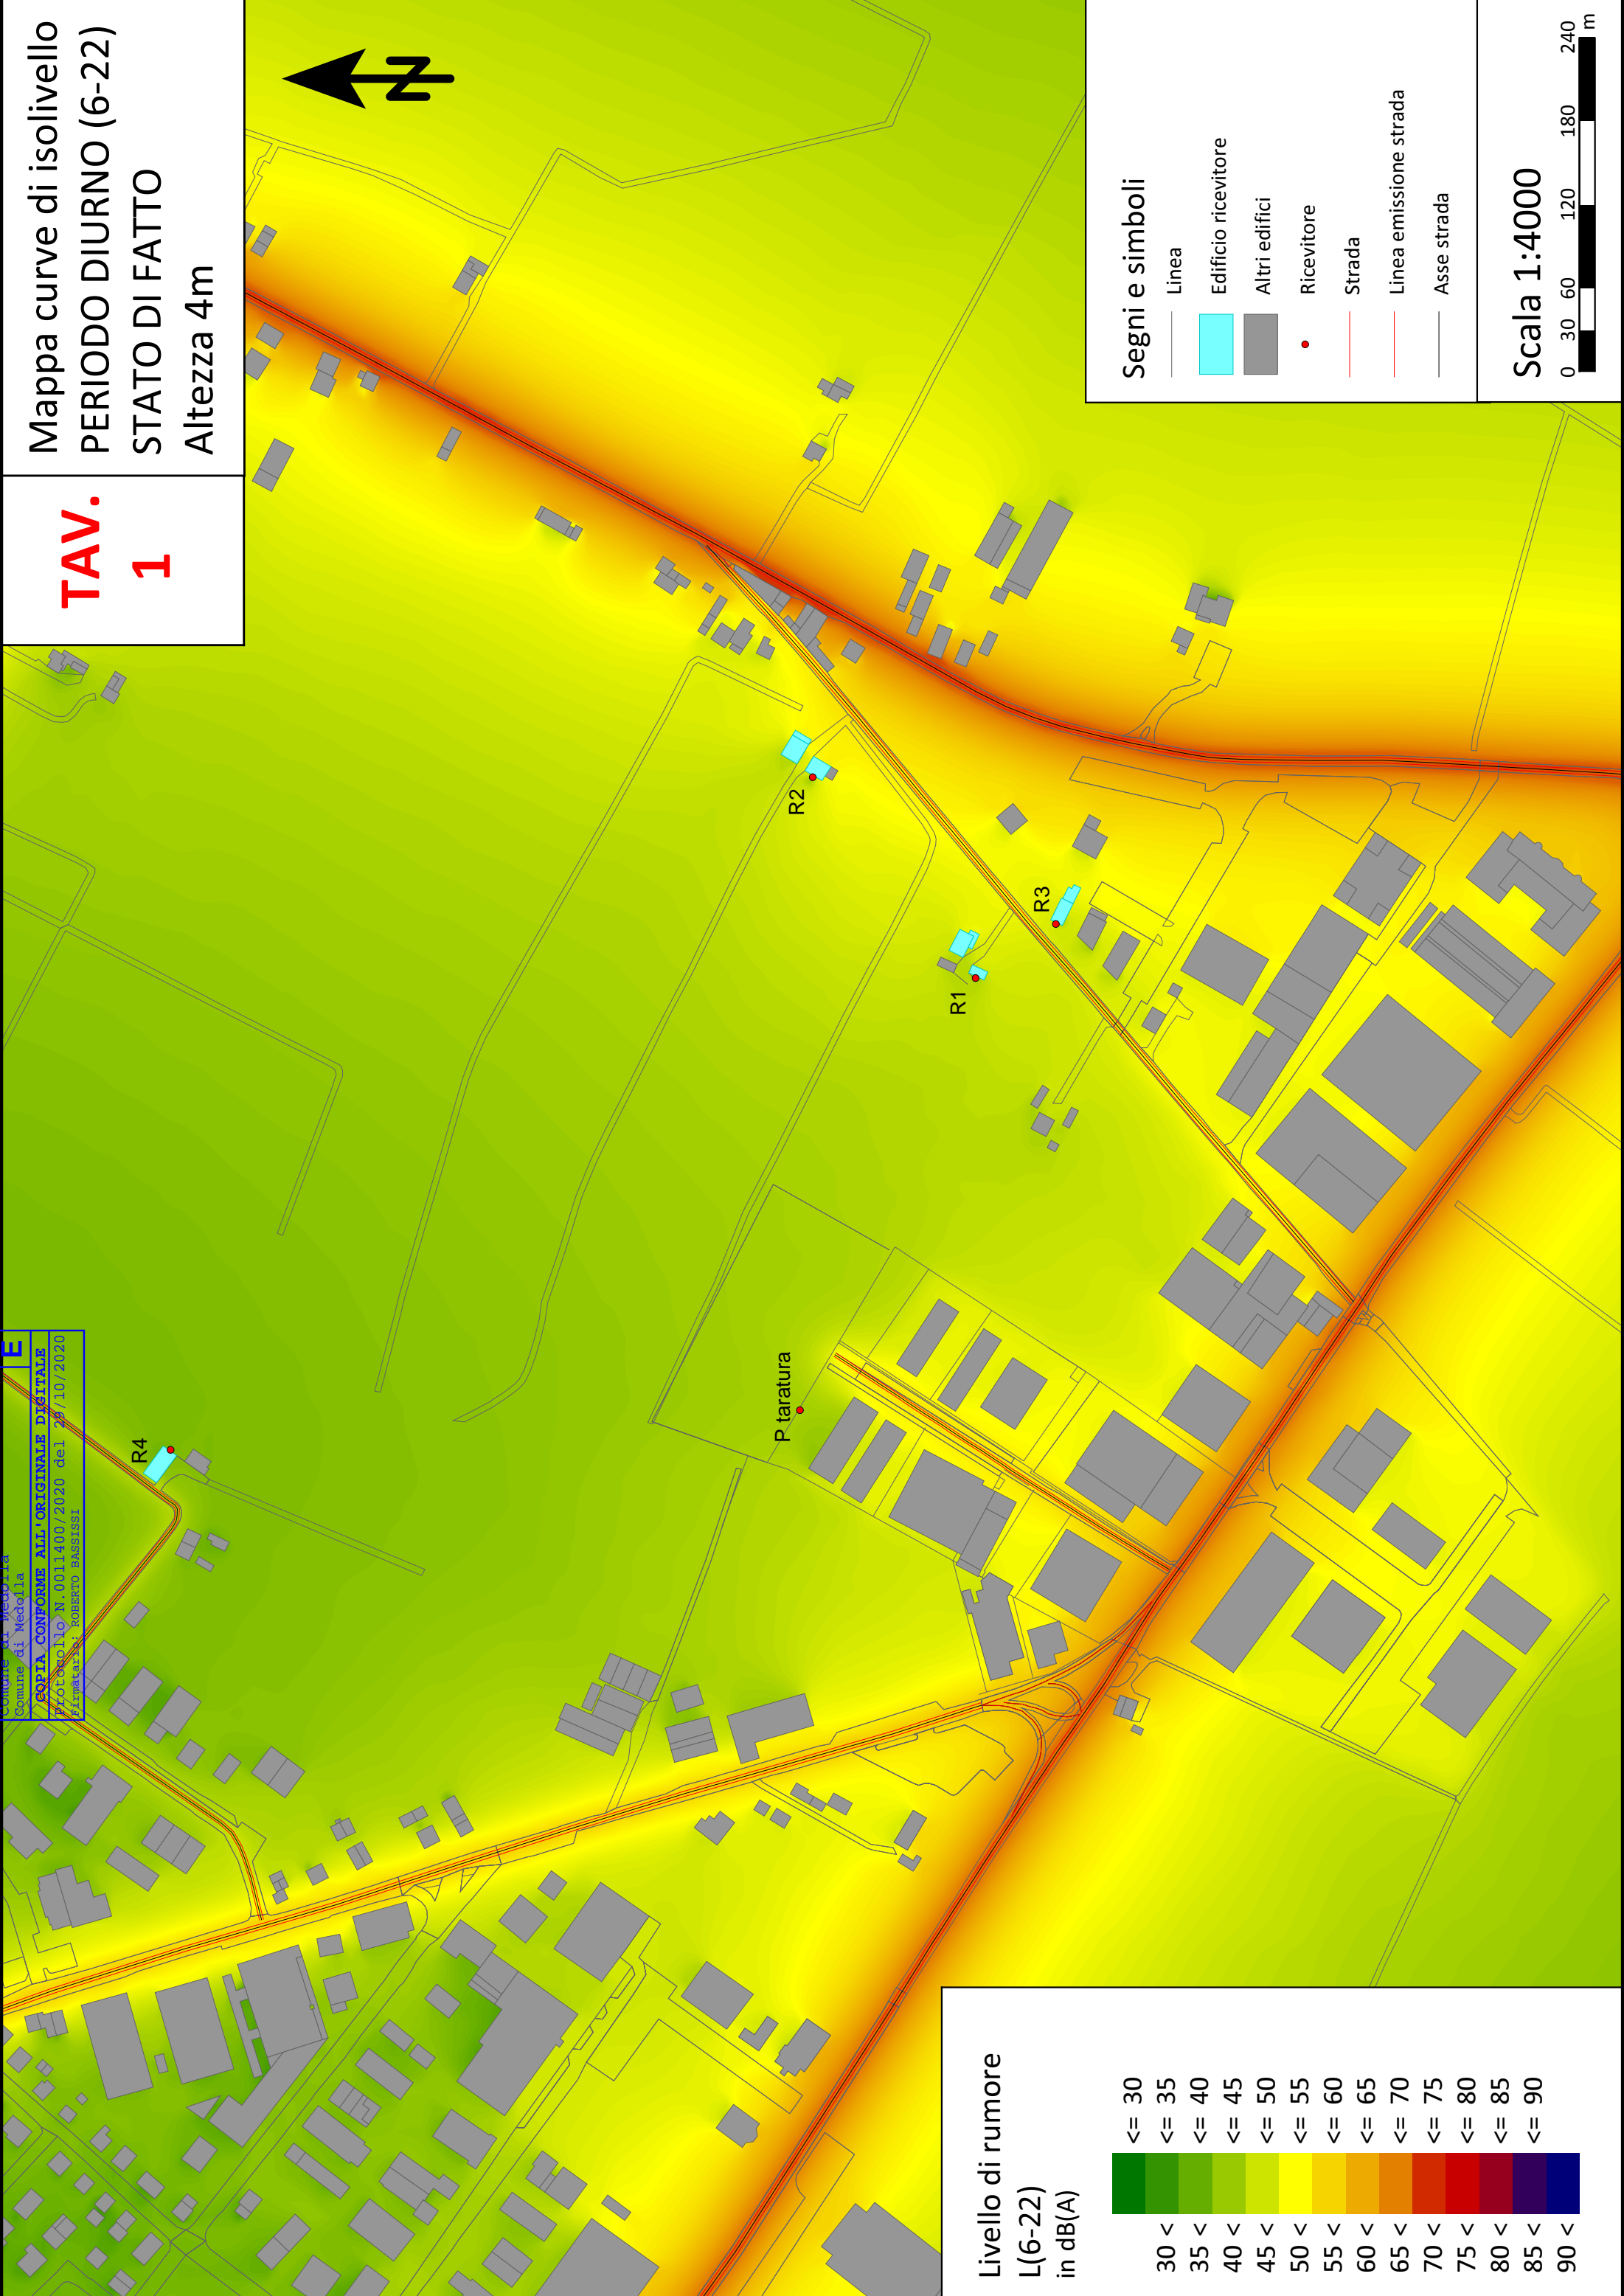 TAV.
1
Mappa curve di isolivello
PERIODO DIURNO (6-22)
STATO DI FATTO
Altezza 4m
N
E
Comune di Medolla
Comune di Medolla
COPIA CONFORME ALL'ORIGINALE DIGITALE
Protocollo N.0011400/2020 del 29/10/2020
Firmatario: ROBERTO BASSISSI
R4
R2
R1
R3
P taratura
Livello di rumore
L(6-22)
in dB(A)
<= 30
30 < <= 35
35 < <= 40
40 < <= 45
45 < <= 50
50 < <= 55
55 < <= 60
60 < <= 65
65 < <= 70
70 < <= 75
75 < <= 80
80 < <= 85
85 < <= 90
90 <
Segni e simboli
Linea
Edificio ricevitore
Altri edifici
Ricevitore
Strada
Linea emissione strada
Asse strada
Scala 1:4000
0 30 60 120 180 240
m